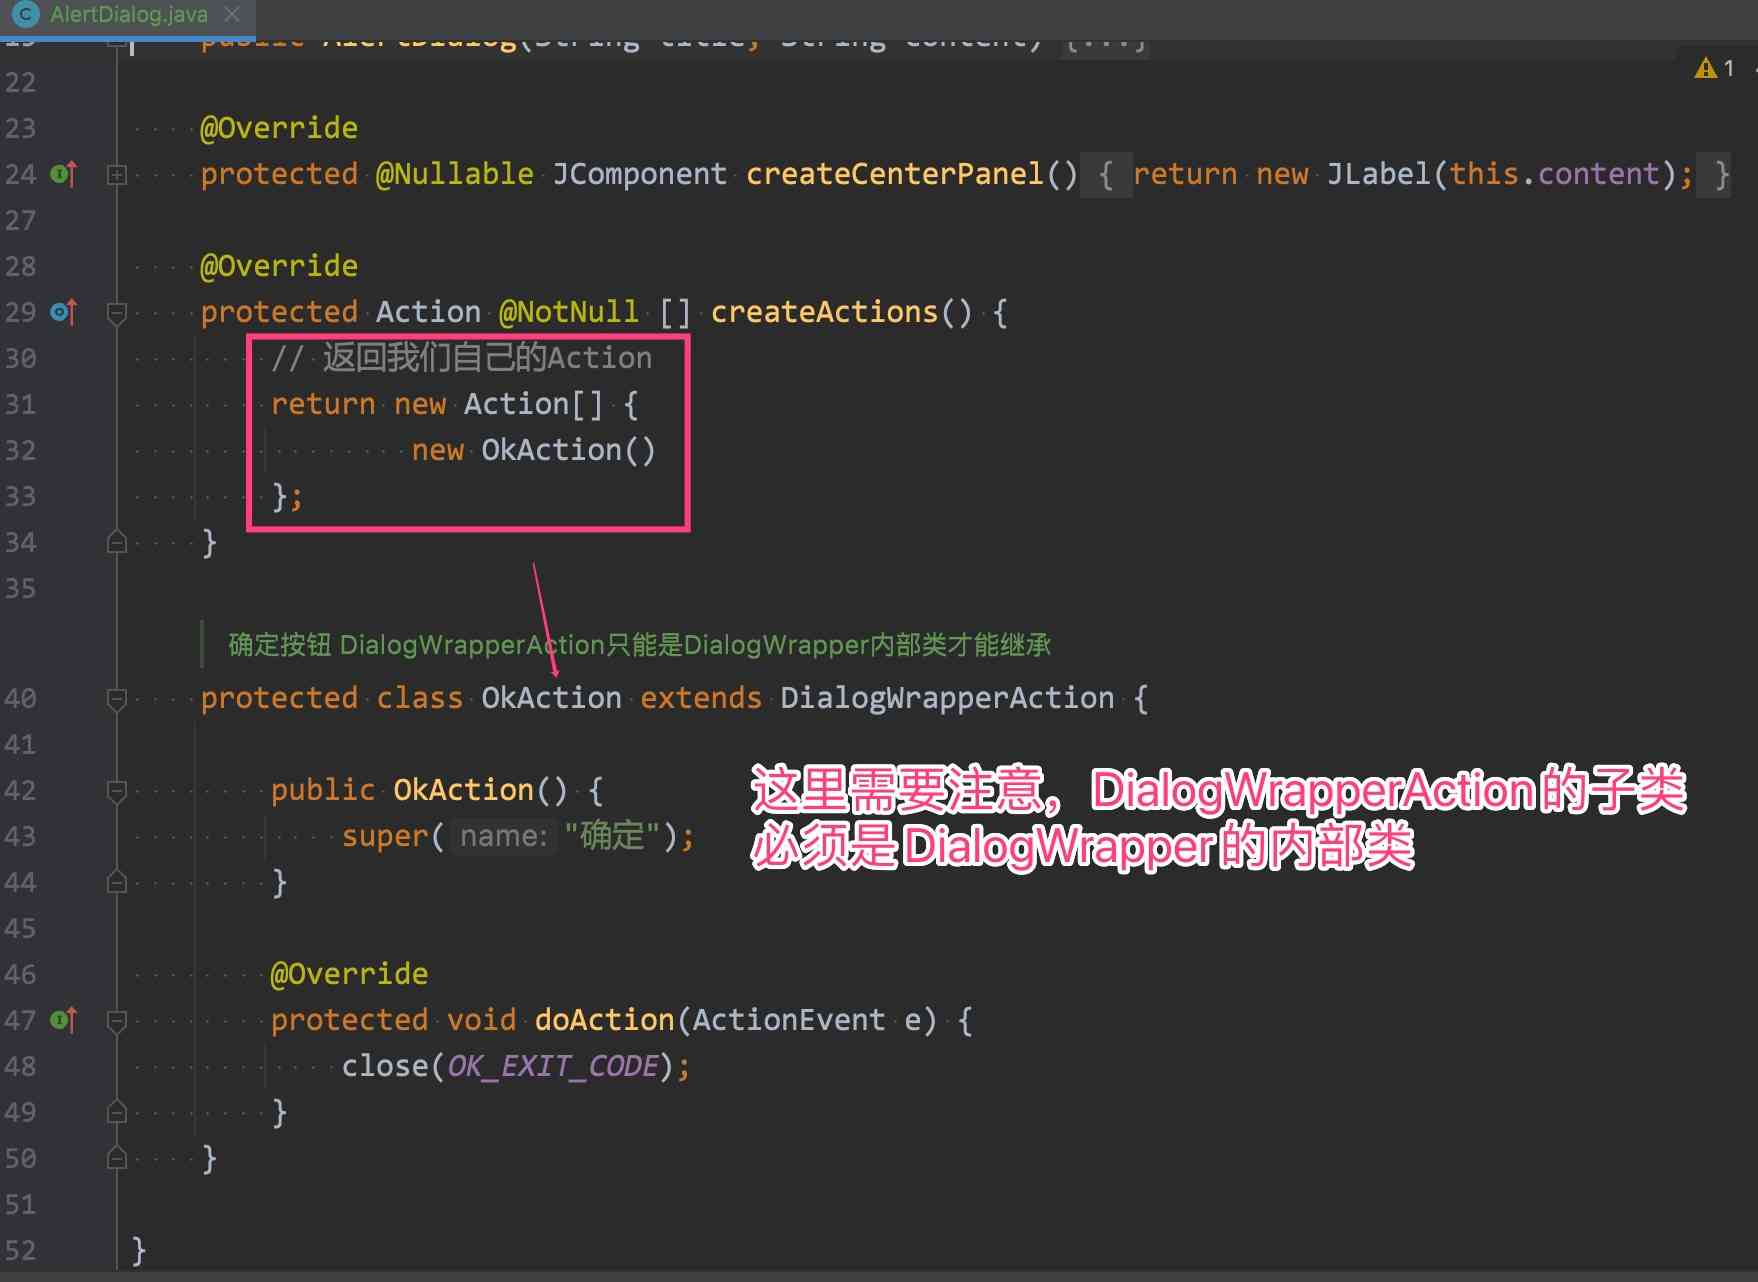 AlertDialog.java
19 public AlertDialog(String title, String content) {...}
1
22
23 @Override
24 protected @Nullable JComponent createCenterPanel() { return new JLabel(this.content); }
27
28 @Override
29 protected Action @NotNull [] createActions() {
30 // 返回我们自己的Action
31 return new Action[] {
32 new OkAction()
33 };
34 }
35
确定按钮 DialogWrapperAction只能是DialogWrapper内部类才能继承
40 protected class OkAction extends DialogWrapperAction {
41
42 public OkAction() {
43 super( name: "确定");
44 }
这里需要注意，DialogWrapperAction的子类
必须是DialogWrapper的内部类
45
46 @Override
47 protected void doAction(ActionEvent e) {
48 close(OK_EXIT_CODE);
49 }
50 }
51
52 }